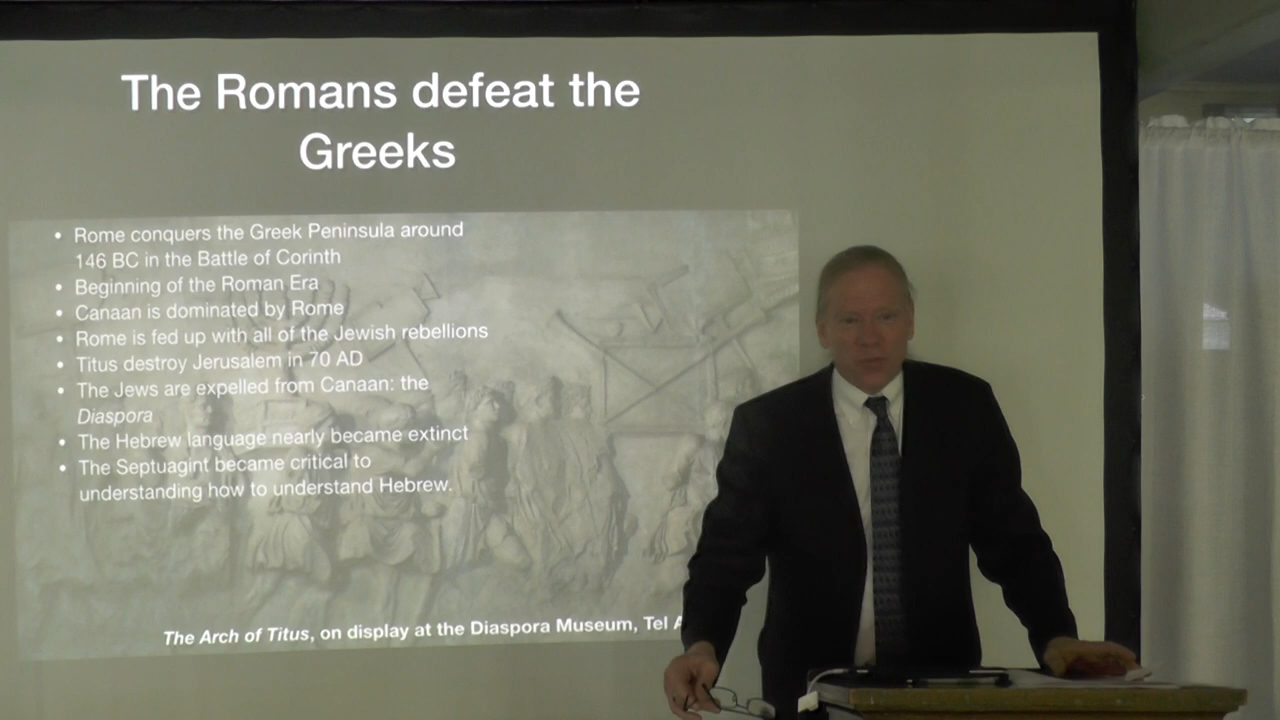 The Romans defeat the
Greeks
• Rome conquers the Greek Peninsula around
146 BC in the Battle of Corinth
• Beginning of the Roman Era
• Canaan is dominated by Rome
• Rome is fed up with all of the Jewish rebellions
• Titus destroy Jerusalem in 70 AD
• The Jews are expelled from Canaan: the
Diaspora
• The Hebrew language nearly became extinct
• The Septuagint became critical to
understanding how to understand Hebrew.
The Arch of Titus, on display at the Diaspora Museum, Tel